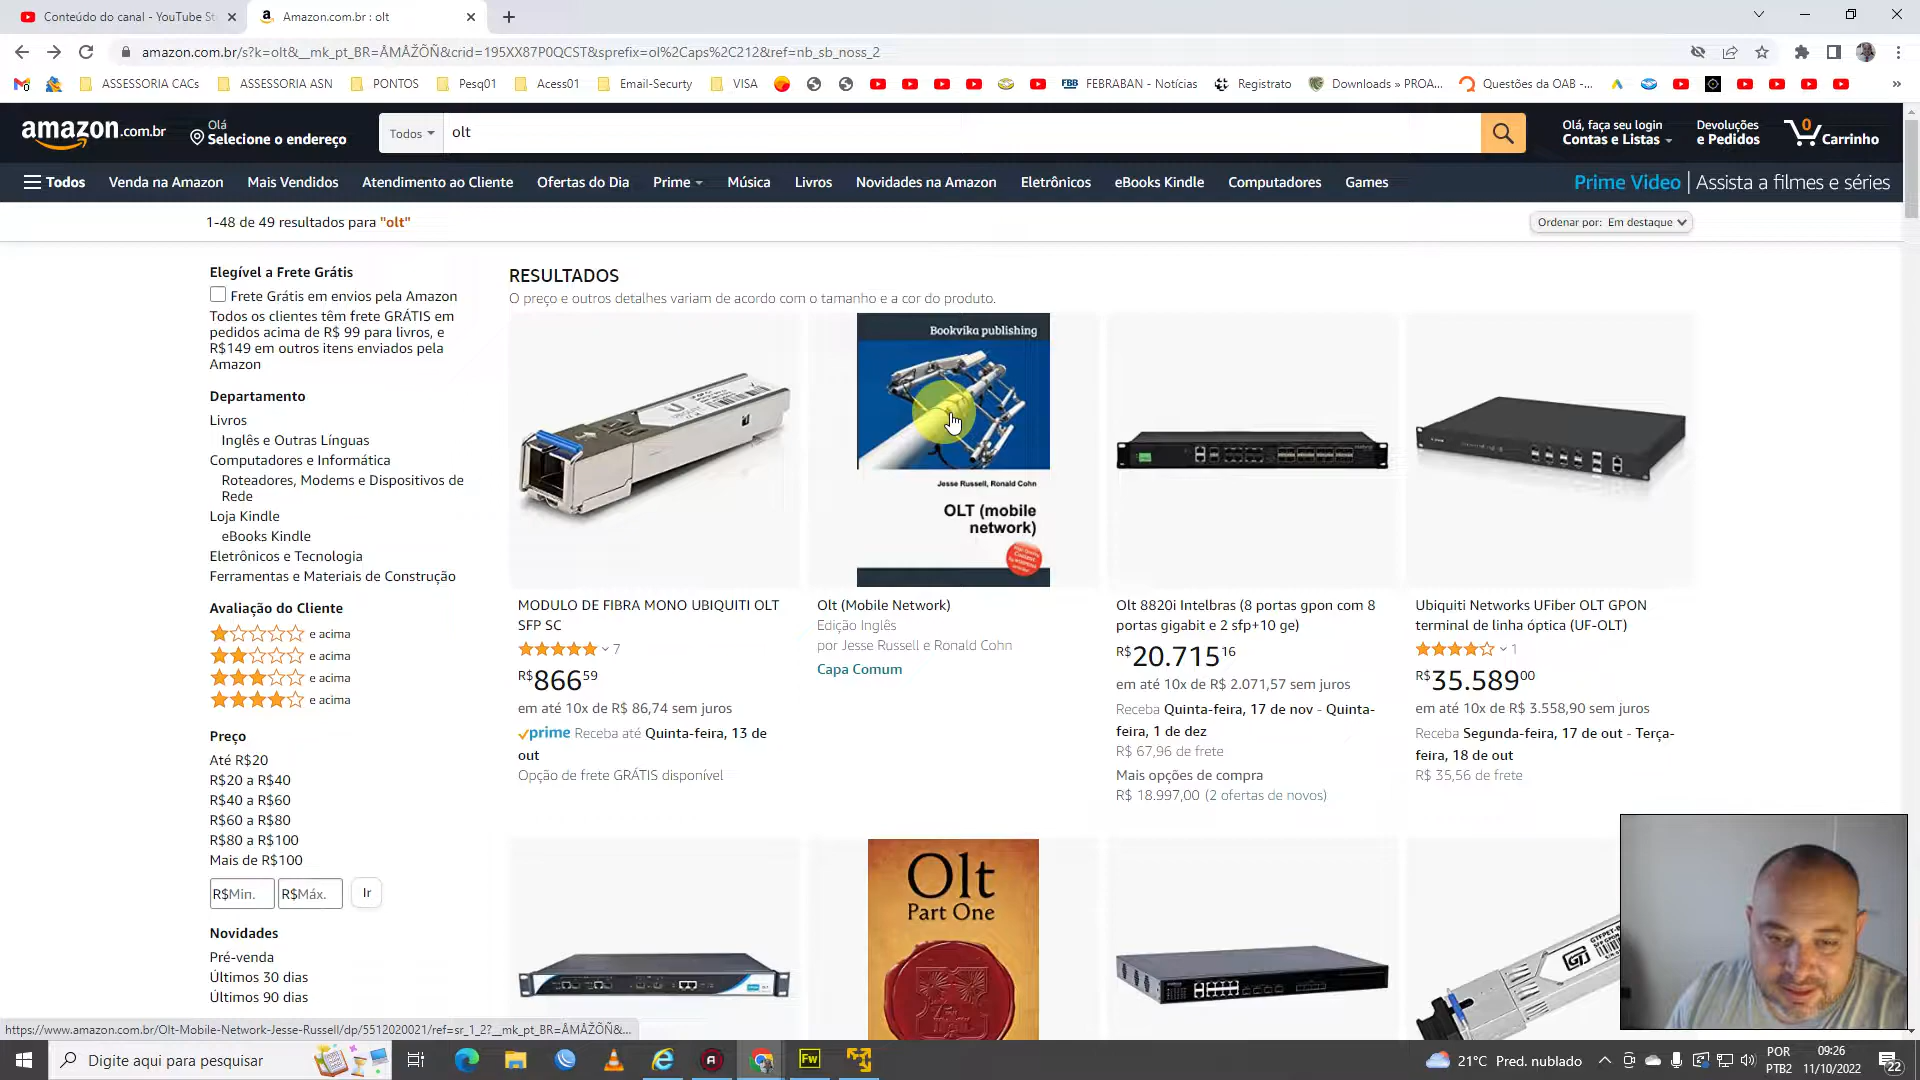 Conteúdo do canal - YouTube St
Amazon.com.br : olt
amazon.com.br/s?k=olt&__mk_pt_BR=ÅMÅŽÕÑ&crid=195XX87P0QCST&sprefix=ol%2Caps%2C212&ref=nb_sb_noss_2
ASSESSORIA CACs
ASSESSORIA ASN
PONTOS
Pesq01
Acess01
Email-Securty
VISA
FBB FEBRABAN - Notícias
Registrato
Downloads » PROA...
Questões da OAB -...
amazon.com.br
Olá
Selecione o endereço
Todos
olt
Olá, faça seu login
Contas e Listas
Devoluções
e Pedidos
0
Carrinho
Todos
Venda na Amazon
Mais Vendidos
Atendimento ao Cliente
Ofertas do Dia
Prime
Música
Livros
Novidades na Amazon
Eletrônicos
eBooks Kindle
Computadores
Games
Prime Video | Assista a filmes e séries
1-48 de 49 resultados para "olt"
Ordenar por: Em destaque
Elegível a Frete Grátis
Frete Grátis em envios pela Amazon
Todos os clientes têm frete GRÁTIS em
pedidos acima de R$ 99 para livros, e
R$149 em outros itens enviados pela
Amazon
Departamento
Livros
Inglês e Outras Línguas
Computadores e Informática
Roteadores, Modems e Dispositivos de
Rede
Loja Kindle
eBooks Kindle
Eletrônicos e Tecnologia
Ferramentas e Materiais de Construção
Avaliação do Cliente
e acima
e acima
e acima
e acima
Preço
Até R$20
R$20 a R$40
R$40 a R$60
R$60 a R$80
R$80 a R$100
Mais de R$100
R$ Min.
R$ Máx.
Ir
Novidades
Pré-venda
Últimos 30 dias
Últimos 90 dias
RESULTADOS
O preço e outros detalhes variam de acordo com o tamanho e a cor do produto.
MODULO DE FIBRA MONO UBIQUITI OLT
SFP SC
7
R$86659
em até 10x de R$ 86,74 sem juros
prime Receba até Quinta-feira, 13 de
out
Opção de frete GRÁTIS disponível
Bookvika publishing
Jesse Russell, Ronald Cohn
OLT (mobile
network)
Olt (Mobile Network)
Edição Inglês
por Jesse Russell e Ronald Cohn
Capa Comum
Olt 8820i Intelbras (8 portas gpon com 8
portas gigabit e 2 sfp+10 ge)
R$20.71516
em até 10x de R$ 2.071,57 sem juros
Receba Quinta-feira, 17 de nov - Quinta-
feira, 1 de dez
R$ 67,96 de frete
Mais opções de compra
R$ 18.997,00 (2 ofertas de novos)
Ubiquiti Networks UFiber OLT GPON
terminal de linha óptica (UF-OLT)
1
R$35.58900
em até 10x de R$ 3.558,90 sem juros
Receba Segunda-feira, 17 de out - Terça-
feira, 18 de out
R$ 35,56 de frete
Olt
Part One
https://www.amazon.com.br/Olt-Mobile-Network-Jesse-Russell/dp/5512020021/ref=sr_1_2?__mk_pt_BR=ÅMÅŽÕÑ&...
Digite aqui para pesquisar
Fw
21°C Pred. nublado
POR
PTB2
09:26
11/10/2022
22